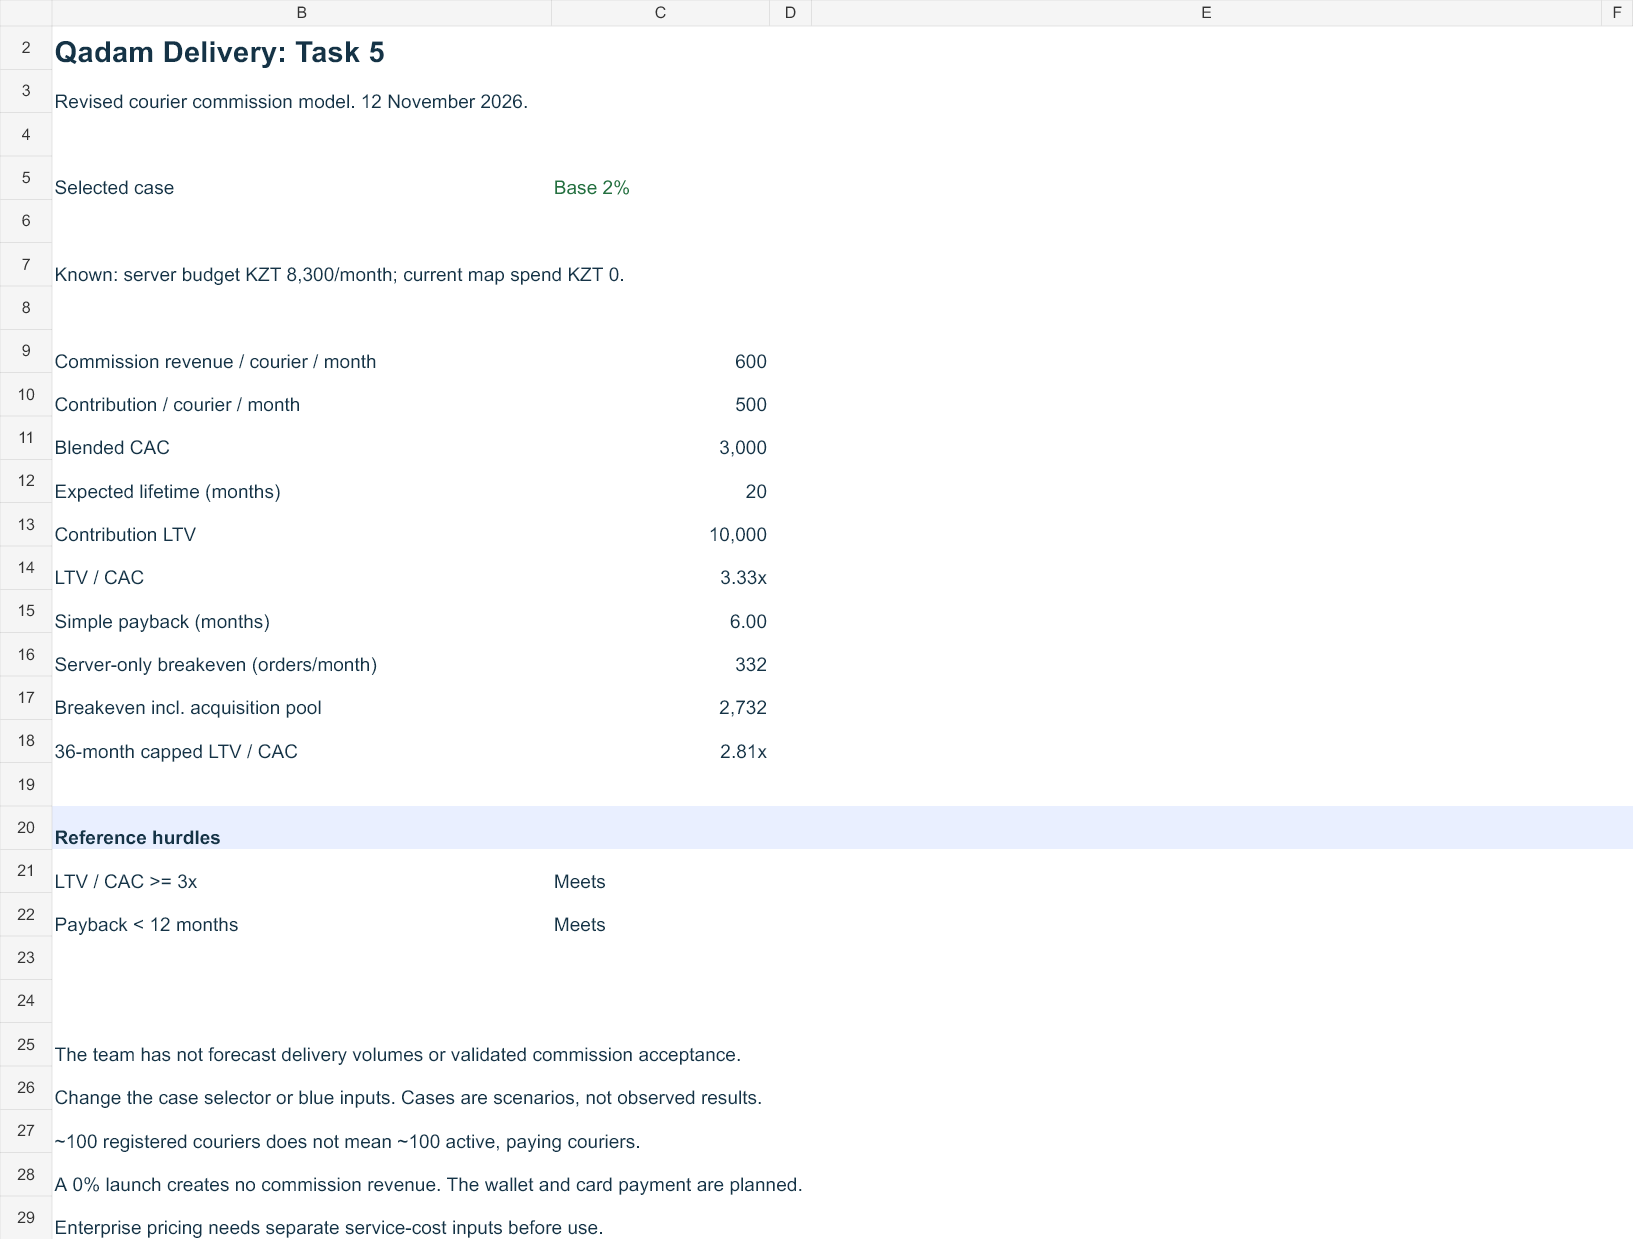 B C D E F
2 Qadam Delivery: Task 5
3 Revised courier commission model. 12 November 2026.
4
5 Selected case Base 2%
6
7 Known: server budget KZT 8,300/month; current map spend KZT 0.
8
9 Commission revenue / courier / month 600
10 Contribution / courier / month 500
11 Blended CAC 3,000
12 Expected lifetime (months) 20
13 Contribution LTV 10,000
14 LTV / CAC 3.33x
15 Simple payback (months) 6.00
16 Server-only breakeven (orders/month) 332
17 Breakeven incl. acquisition pool 2,732
18 36-month capped LTV / CAC 2.81x
19
20 Reference hurdles
21 LTV / CAC >= 3x Meets
22 Payback < 12 months Meets
23
24
25 The team has not forecast delivery volumes or validated commission acceptance.
26 Change the case selector or blue inputs. Cases are scenarios, not observed results.
27 ~100 registered couriers does not mean ~100 active, paying couriers.
28 A 0% launch creates no commission revenue. The wallet and card payment are planned.
29 Enterprise pricing needs separate service-cost inputs before use.